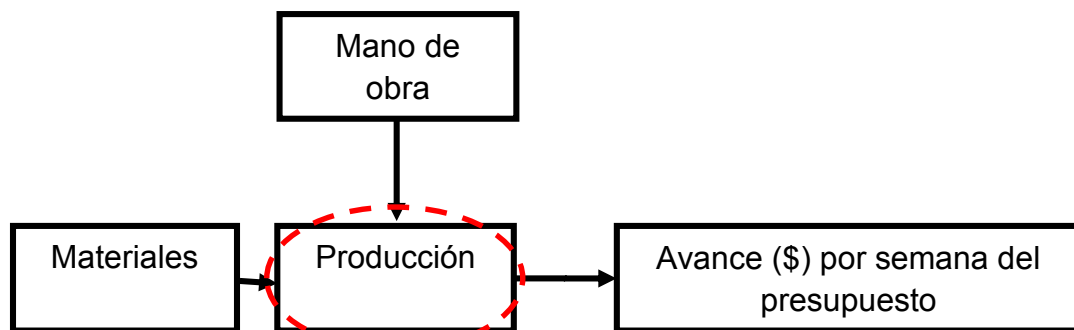 Mano de
obra
Materiales
Producción
Avance ($) por semana del
presupuesto